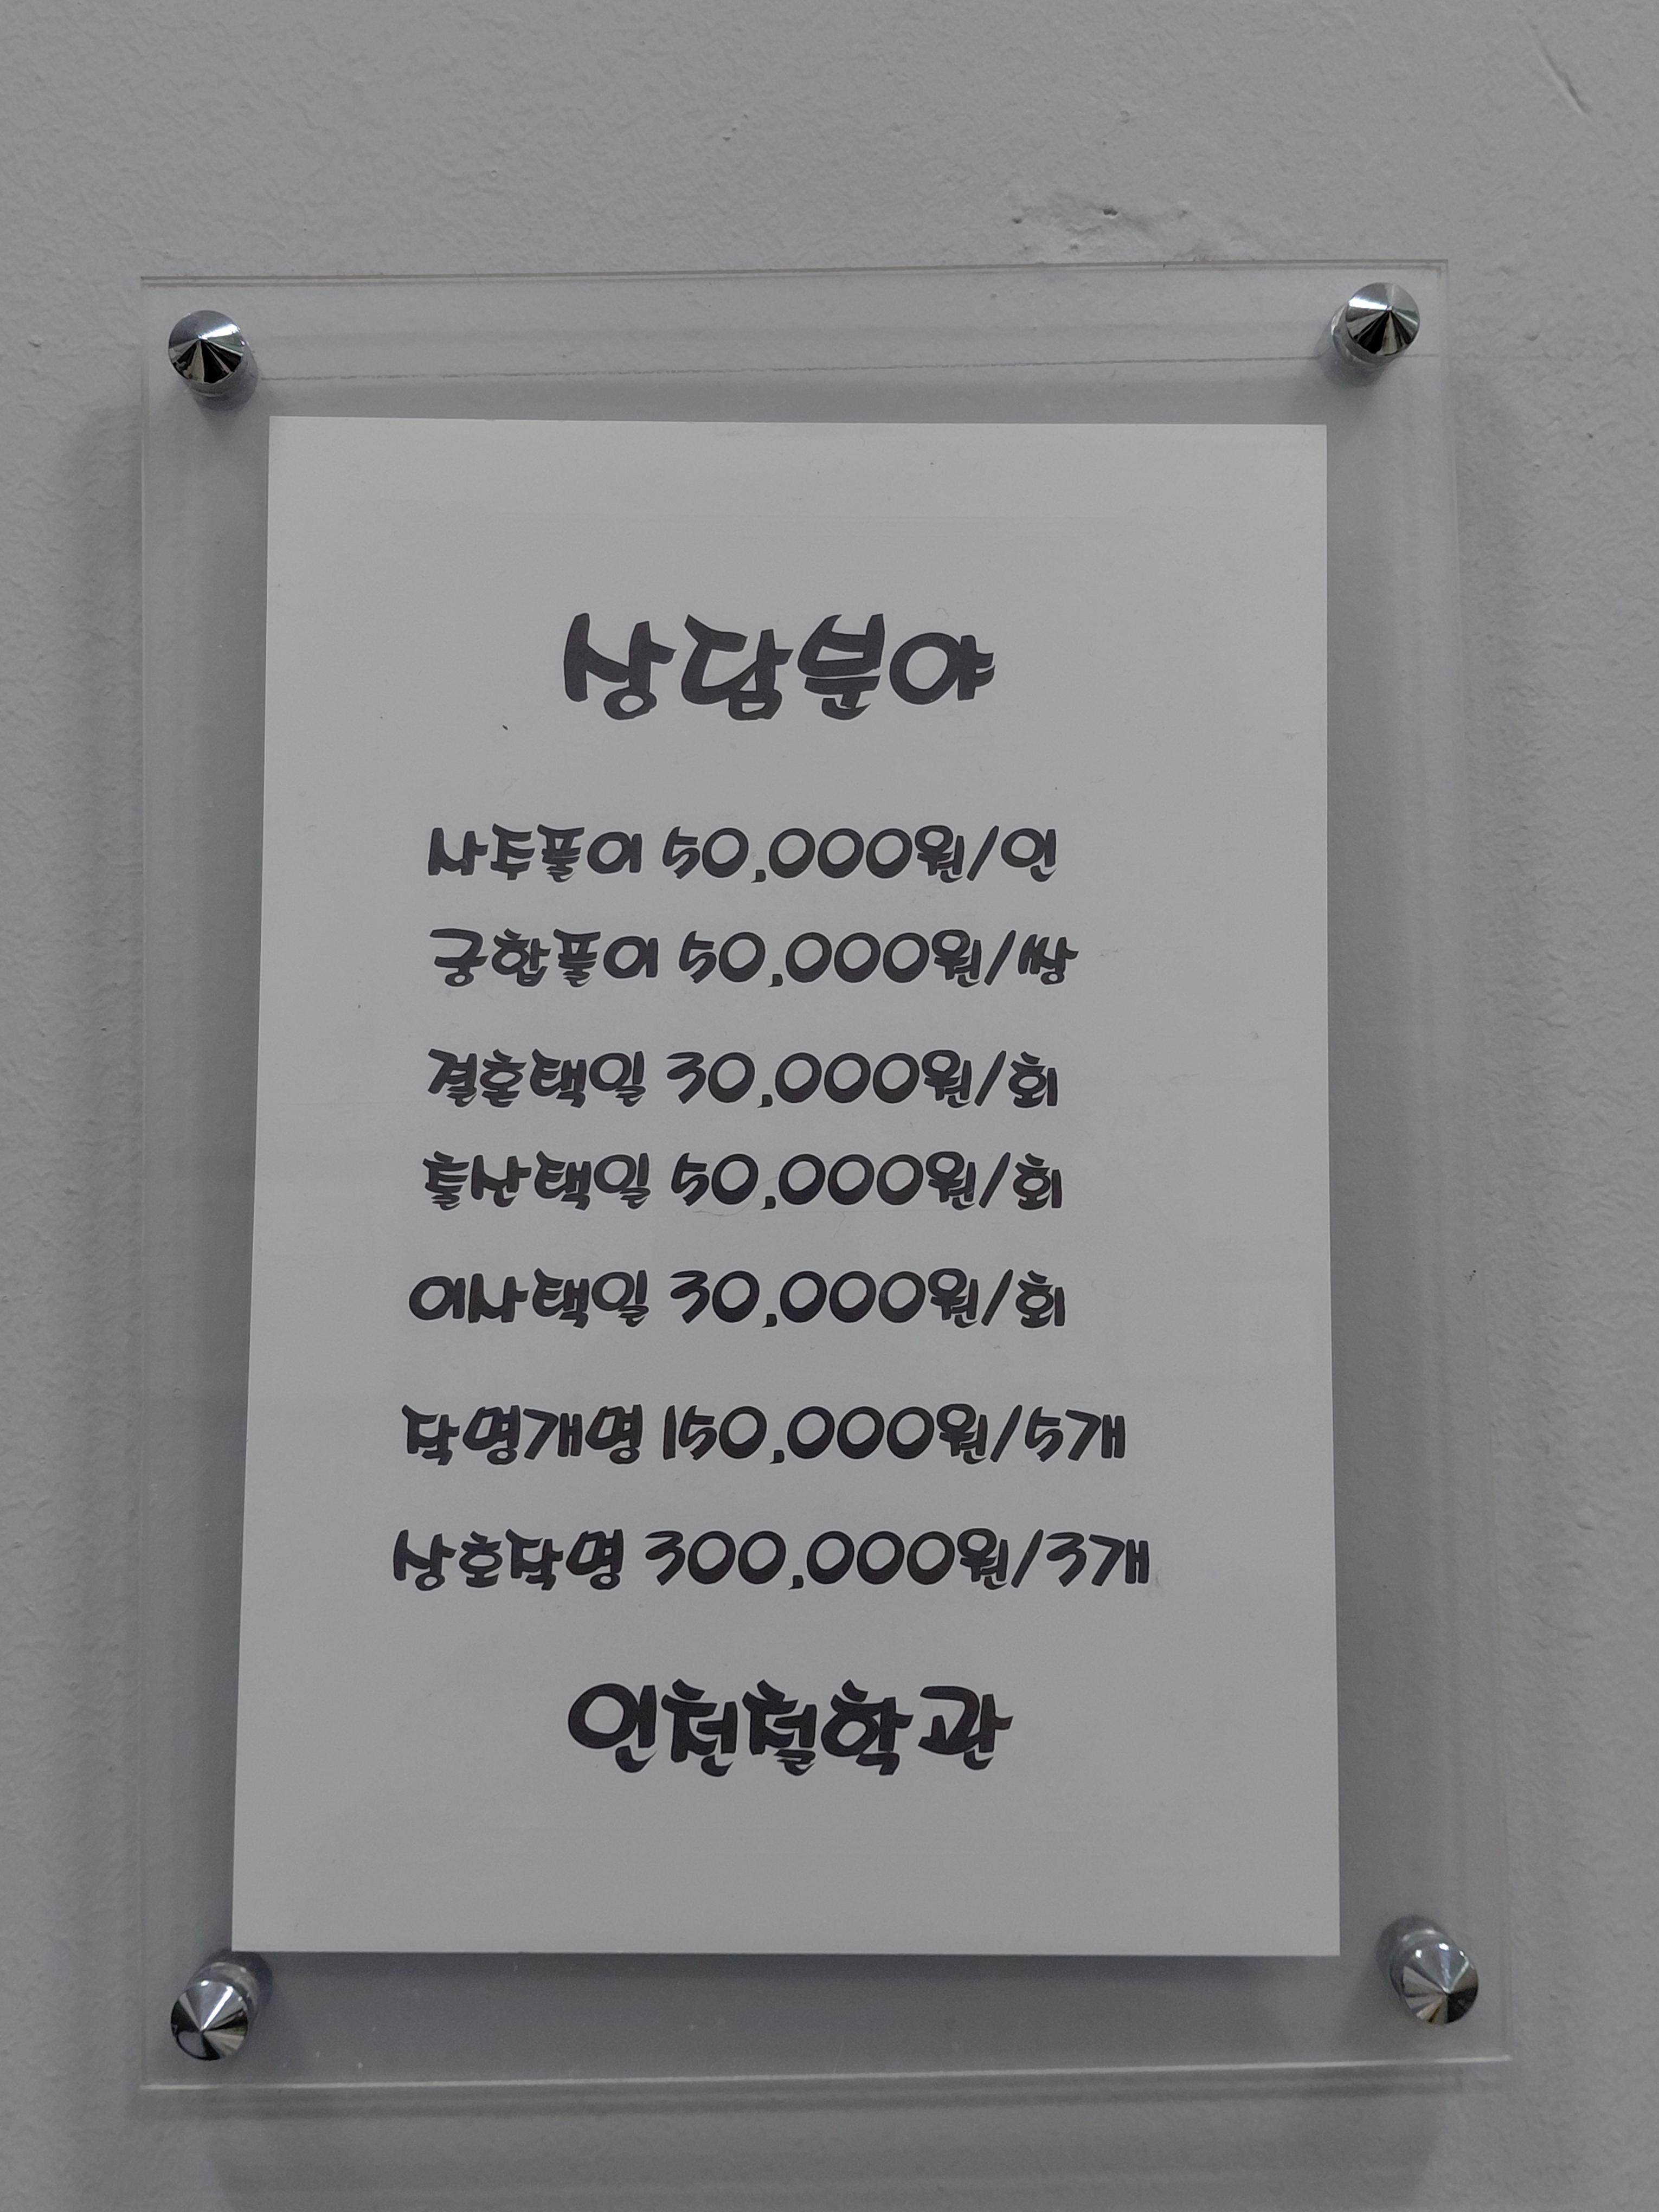 상담분야
사주풀이 50,000원/인
궁합풀이 50,000원/쌍
결혼택일 30,000원/회
출산택일 50,000원/회
이사택일 30,000원/회
작명개명 150,000원/5개
상호작명 300,000원/3개
인천철학관